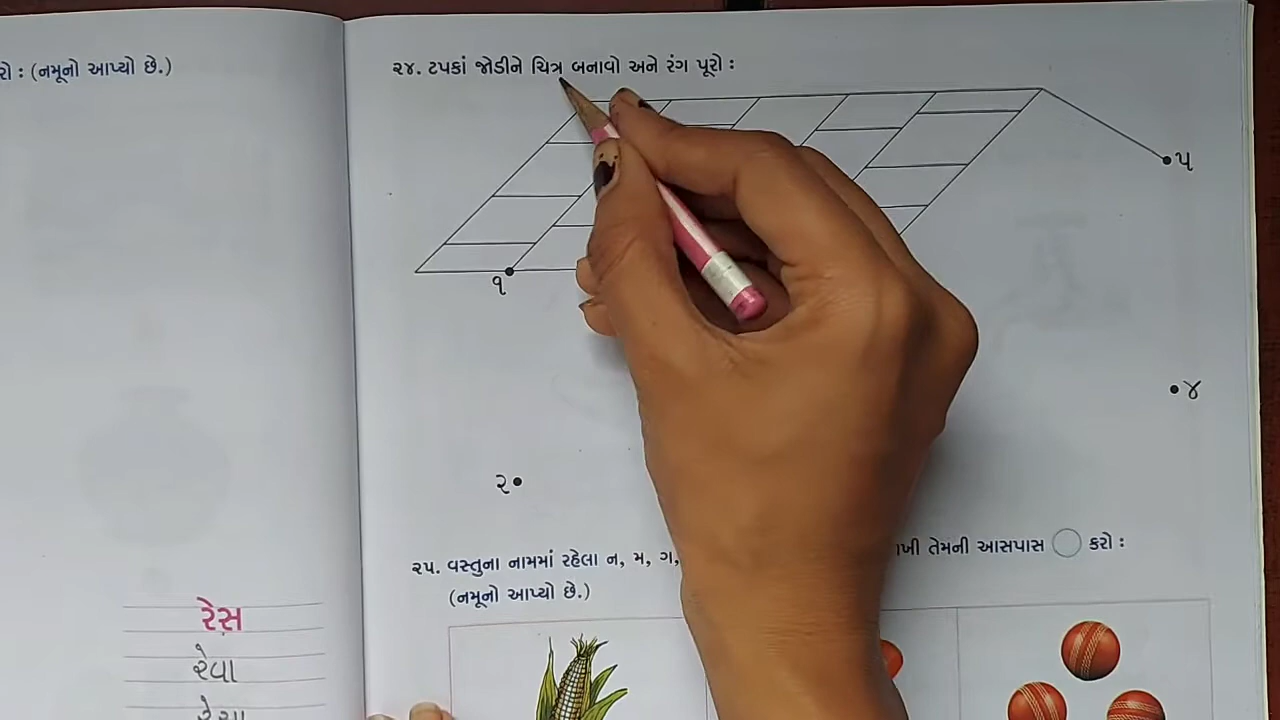 રો : (નમૂનો આપ્યો છે.)
રેસ
રેવા
૨૪. ટપકાં જોડીને ચિત્ર બનાવો અને રંગ પૂરો :
૫
૧
૪
૨
૨૫. વસ્તુના નામમાં રહેલા ન, મ, ગ, તેમની આસપાસ કરો :
(નમૂનો આપ્યો છે.)